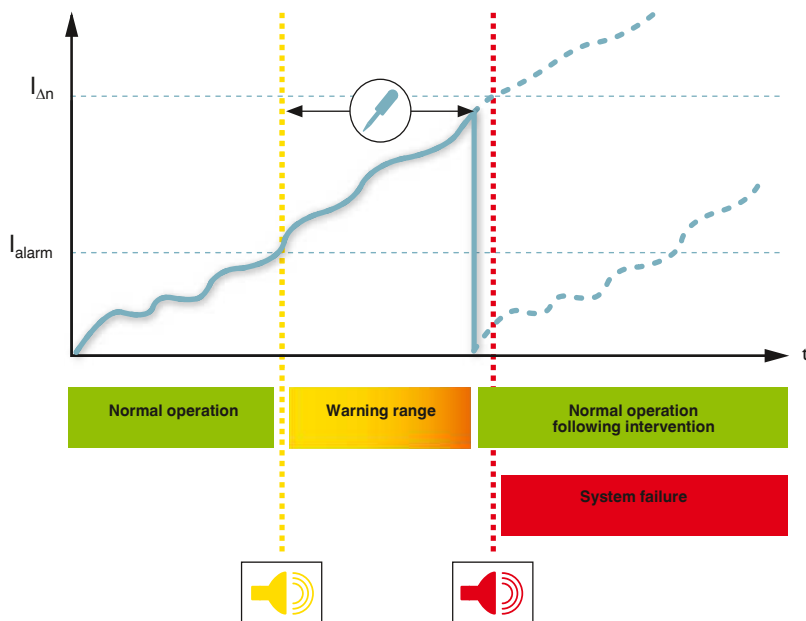 IΔn
Ialarm
t
Normal operation
Warning range
Normal operation
following intervention
System failure